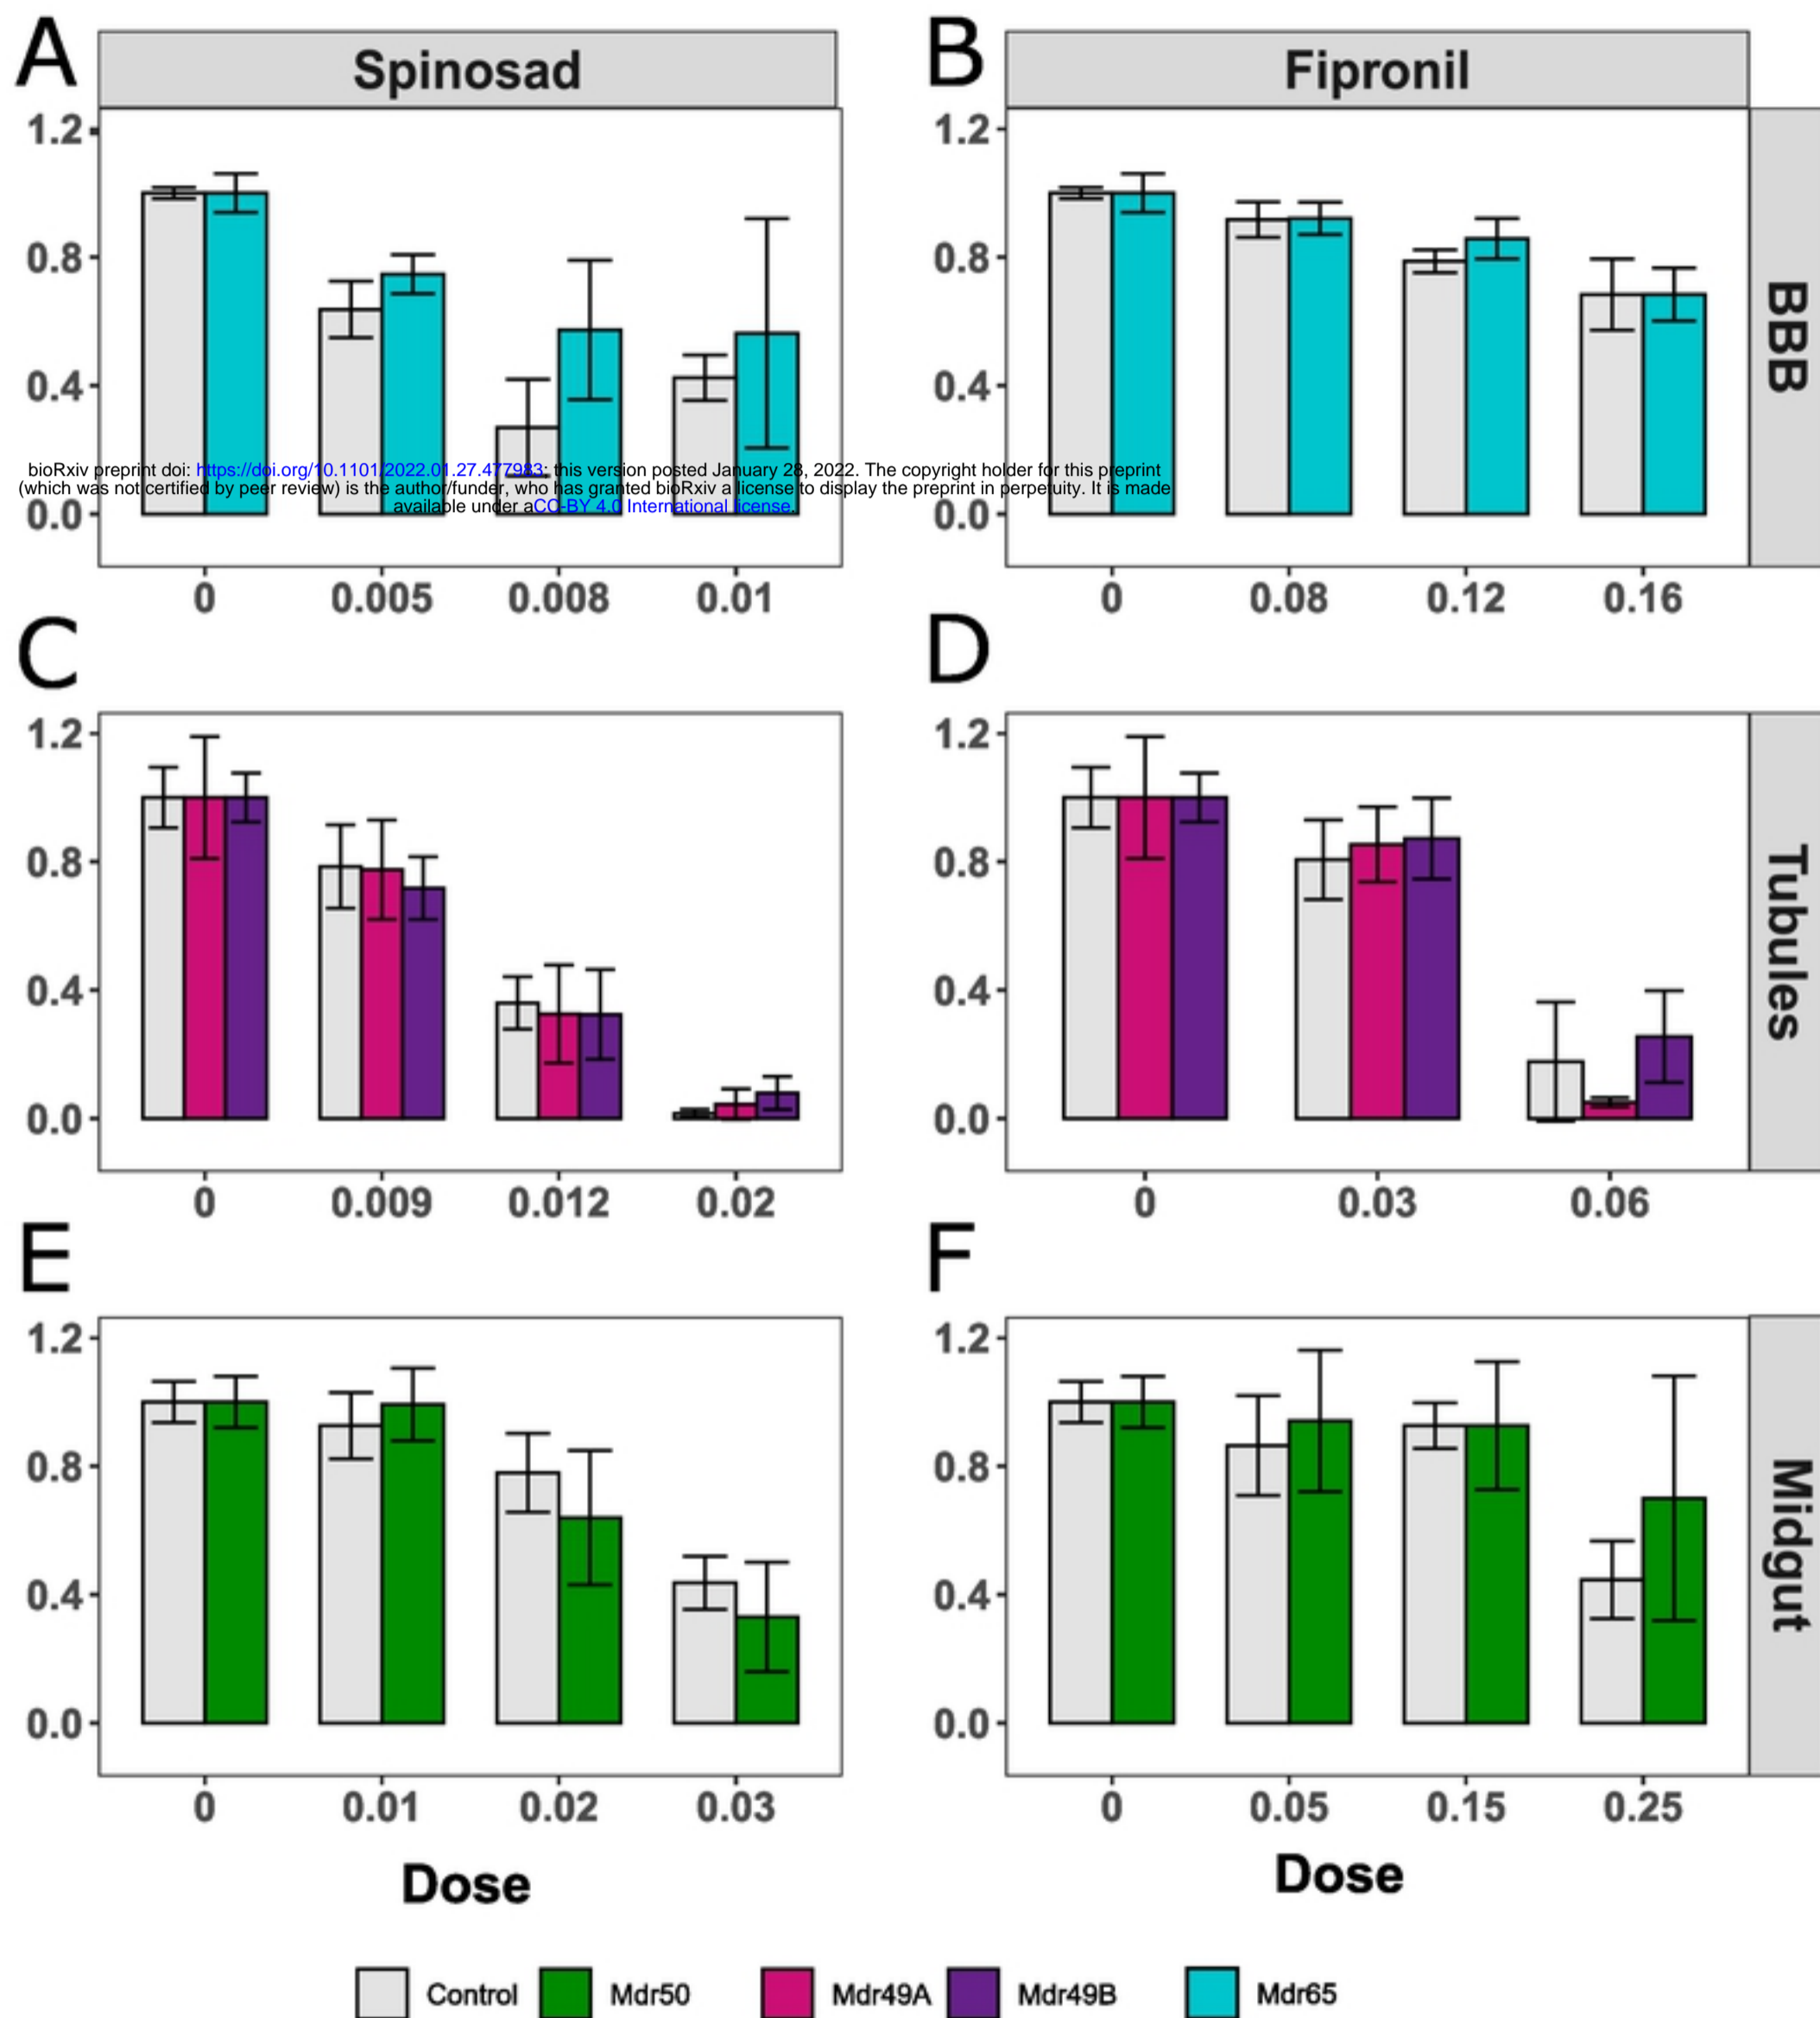 A
Spinosad
B
Fipronil
1.2
0.8
0.4
0.0
1.2
0.8
0.4
0.0
BBB
bioRxiv preprint doi: https://doi.org/10.1101/2022.01.27.477983; this version posted January 28, 2022. The copyright holder for this preprint
(which was not certified by peer review) is the author/funder, who has granted bioRxiv a license to display the preprint in perpetuity. It is made
available under aCC-BY 4.0 International license.
0 0.005 0.008 0.01
0 0.08 0.12 0.16
C
D
1.2
0.8
0.4
0.0
1.2
0.8
0.4
0.0
Tubules
0 0.009 0.012 0.02
0 0.03 0.06
E
F
1.2
0.8
0.4
0.0
1.2
0.8
0.4
0.0
Midgut
0 0.01 0.02 0.03
0 0.05 0.15 0.25
Dose
Dose
Control Mdr50 Mdr49A Mdr49B Mdr65